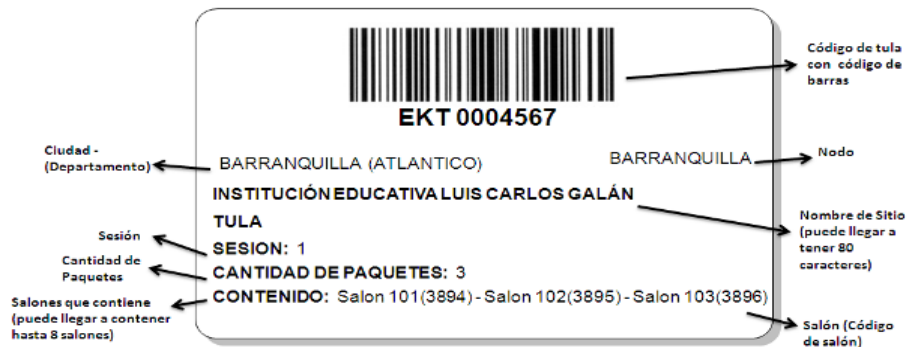 Código de tula
con código de
barras
EKT 0004567
Ciudad -
(Departamento)
BARRANQUILLA (ATLANTICO)
BARRANQUILLA
Nodo
INSTITUCIÓN EDUCATIVA LUIS CARLOS GALÁN
TULA
Nombre de Sitio
(puede llegar a
tener 80
caracteres)
Sesión
SESION: 1
Cantidad de
Paquetes
CANTIDAD DE PAQUETES: 3
Salones que contiene
(puede llegar a contener
hasta 8 salones)
CONTENIDO: Salon 101(3894) - Salon 102(3895) - Salon 103(3896)
Salón (Código
de salón)